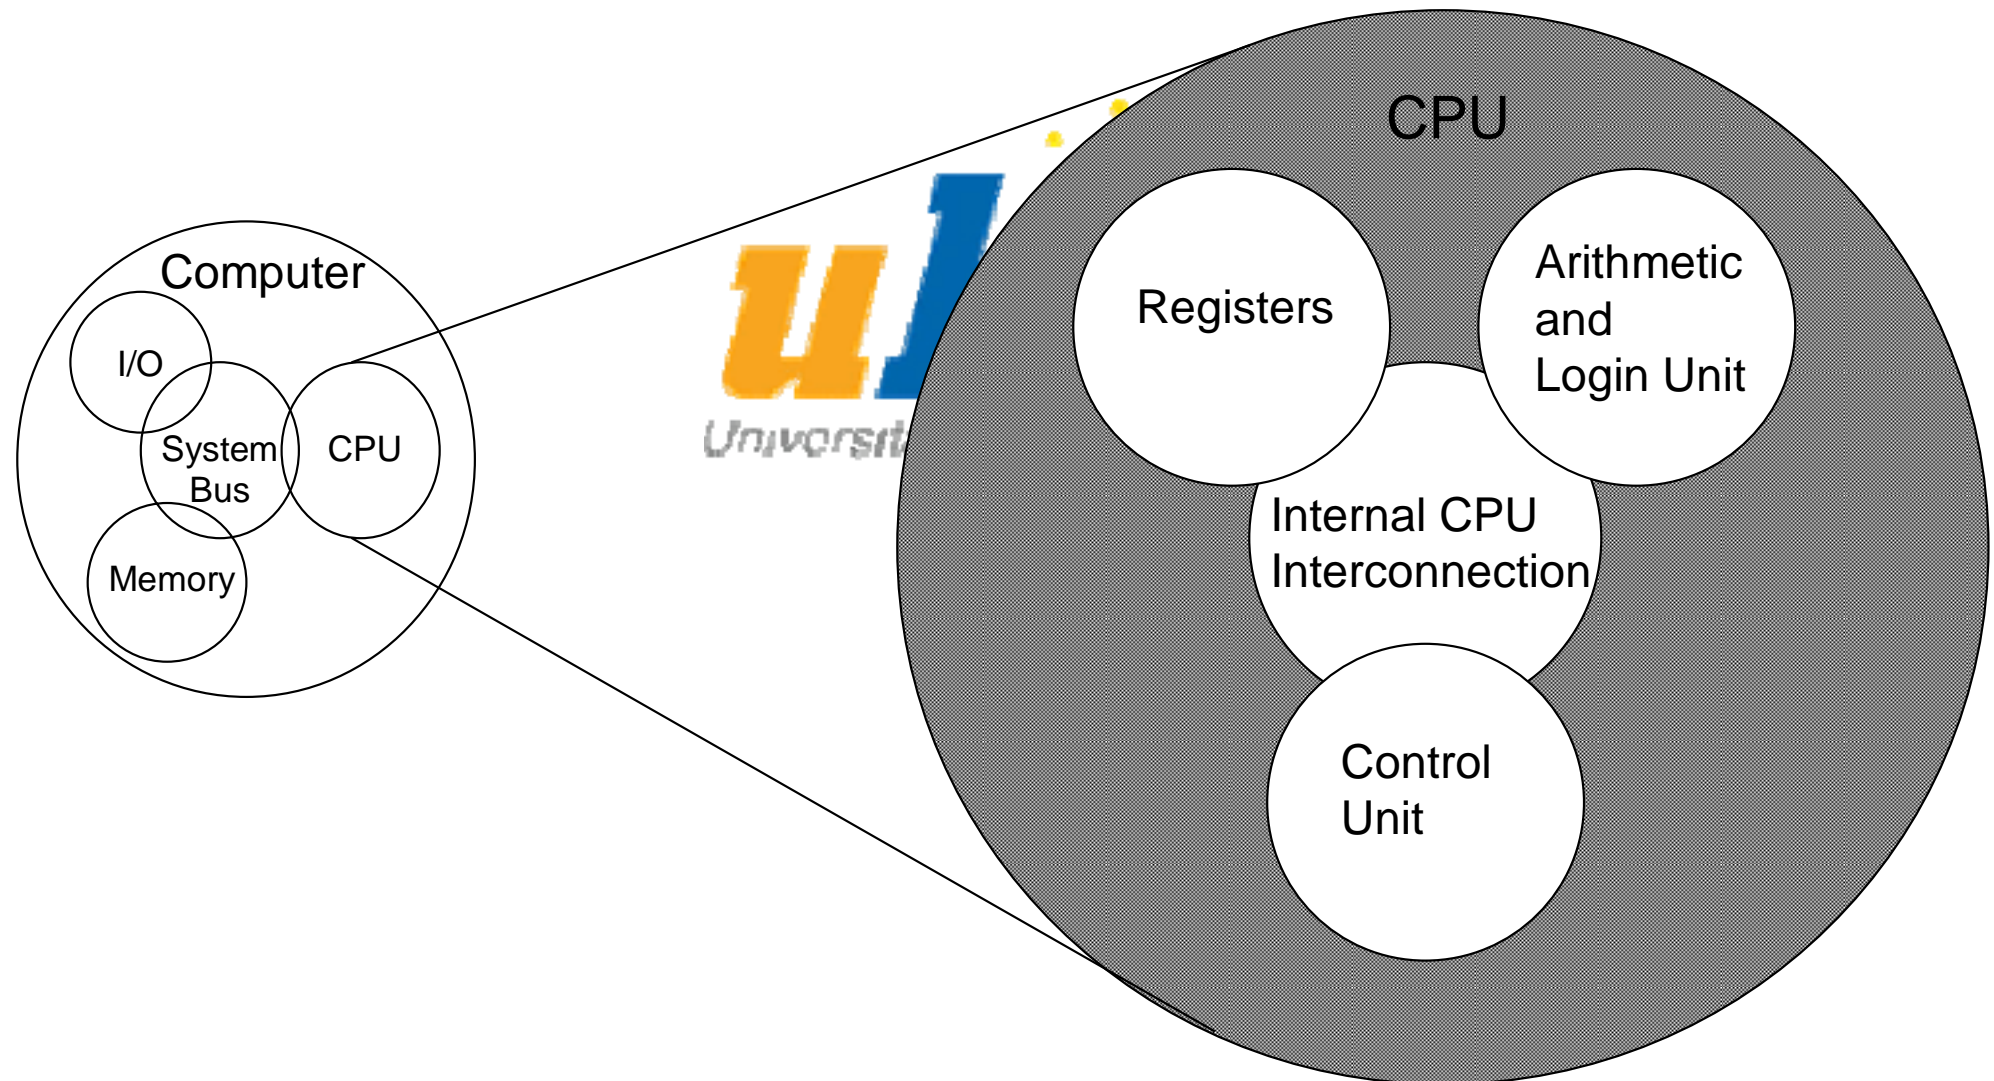 Computer
I/O
System
Bus
CPU
Memory
CPU
Registers
Arithmetic
and
Login Unit
Internal CPU
Interconnection
Control
Unit